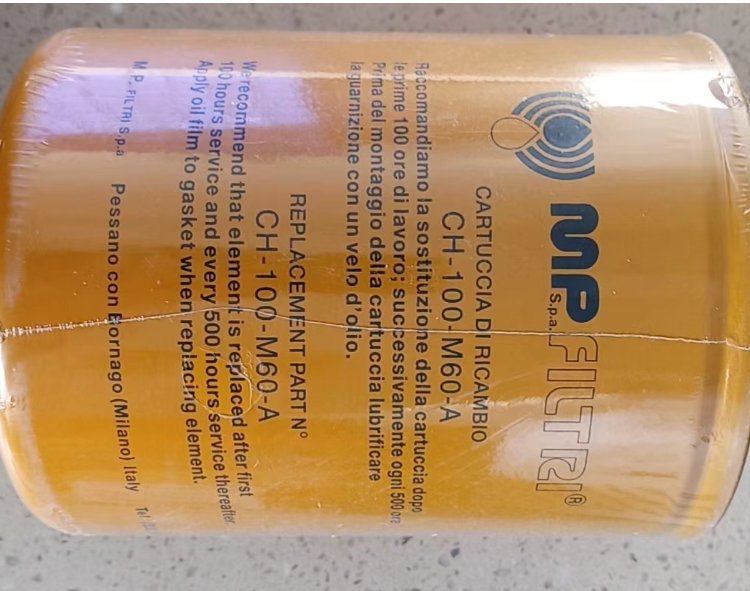 MP FILTRI®
S.p.a.
CARTUCCIA DI RICAMBIO
CH-100-M60-A
Raccomandiamo la sostituzione della cartuccia dopo
le prime 100 ore di lavoro; successivamente ogni 500 ore
Prima del montaggio della cartuccia lubrificare
la guarnizione con un velo d'olio.
REPLACEMENT PART N°
CH-100-M60-A
We recommend that element is replaced after first
100 hours service and every 500 hours service thereafter
Apply oil film to gasket when replacing element.
M.P. FILTRI S.p.a Pessano con Bornago (Milano) Italy Tel.